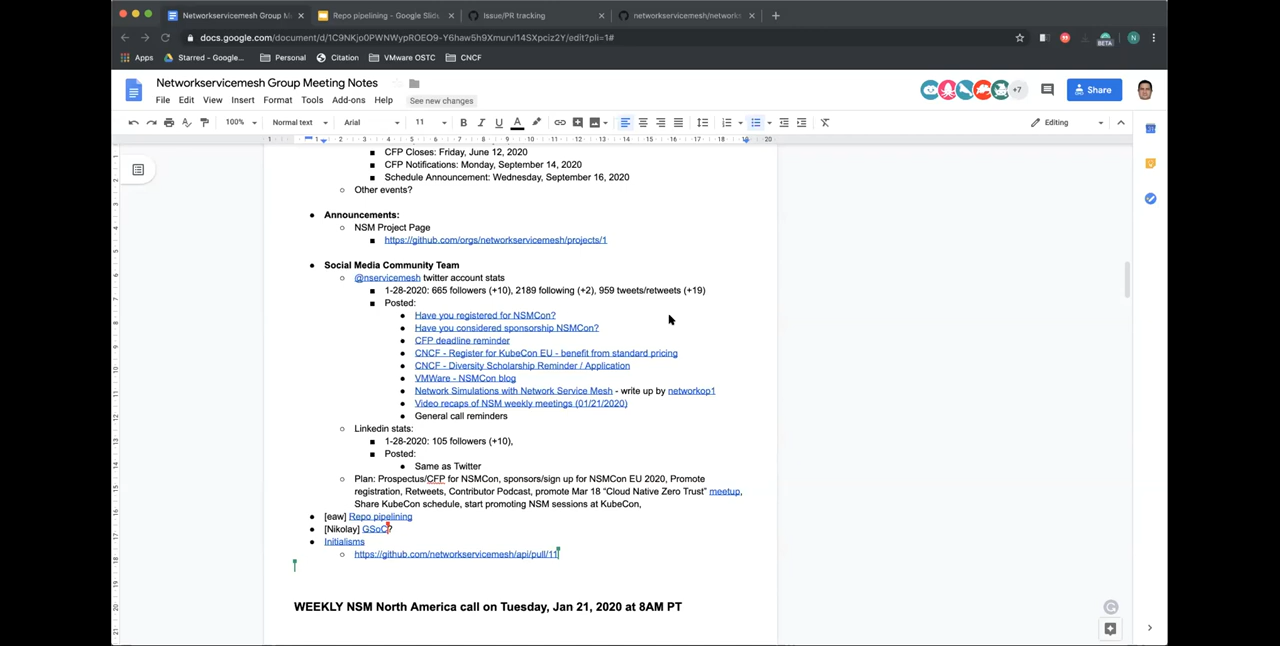 Networkservicemesh Group M
Repo pipelining - Google Slid
Issue/PR tracking
networkservicemesh/networks
docs.google.com/document/d/1C9NKjo0PWNWypROEO9-Y6haw5h9Xmurvl14SXpciz2Y/edit?pli=1#
BETA
N
Apps
Starred - Google...
Personal
Citation
VMware OSTC
CNCF
Networkservicemesh Group Meeting Notes
File Edit View Insert Format Tools Add-ons Help See new changes
+7
Share
100% Normal text Arial 11 B I U A Editing
CFP Closes: Friday, June 12, 2020
CFP Notifications: Monday, September 14, 2020
Schedule Announcement: Wednesday, September 16, 2020
Other events?
Announcements:
NSM Project Page
https://github.com/orgs/networkservicemesh/projects/1
Social Media Community Team
@nservicemesh twitter account stats
1-28-2020: 665 followers (+10), 2189 following (+2), 959 tweets/retweets (+19)
Posted:
Have you registered for NSMCon?
Have you considered sponsorship NSMCon?
CFP deadline reminder
CNCF - Register for KubeCon EU - benefit from standard pricing
CNCF - Diversity Scholarship Reminder / Application
VMWare - NSMCon blog
Network Simulations with Network Service Mesh - write up by networkop1
Video recaps of NSM weekly meetings (01/21/2020)
General call reminders
Linkedin stats:
1-28-2020: 105 followers (+10),
Posted:
Same as Twitter
Plan: Prospectus/CFP for NSMCon, sponsors/sign up for NSMCon EU 2020, Promote
registration, Retweets, Contributor Podcast, promote Mar 18 “Cloud Native Zero Trust” meetup,
Share KubeCon schedule, start promoting NSM sessions at KubeCon,
[eaw] Repo pipelining
[Nikolay] GSoC?
Initialisms
https://github.com/networkservicemesh/api/pull/11
WEEKLY NSM North America call on Tuesday, Jan 21, 2020 at 8AM PT